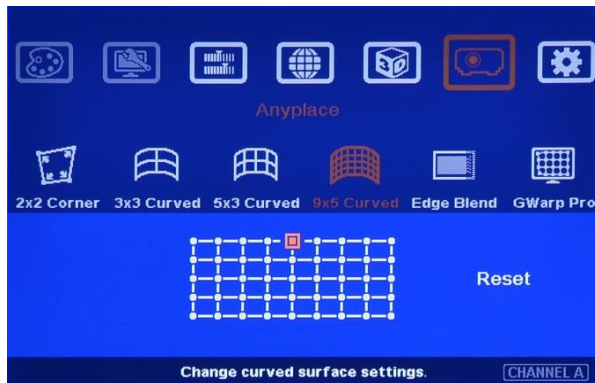 3D
Anyplace
2x2 Corner 3x3 Curved 5x3 Curved 9x5 Curved Edge Blend GWarp Pro
Reset
Change curved surface settings.
CHANNEL A